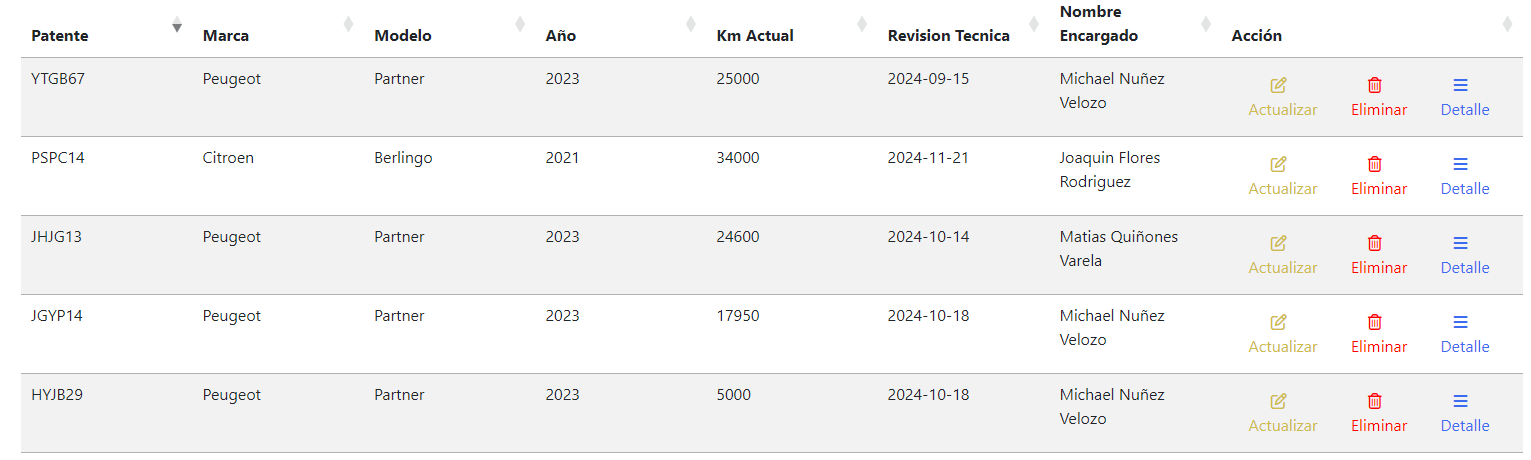 Patente Marca Modelo Año Km Actual Revision Tecnica Nombre Encargado Acción
YTGB67 Peugeot Partner 2023 25000 2024-09-15 Michael Nuñez Velozo Actualizar Eliminar Detalle
PSPC14 Citroen Berlingo 2021 34000 2024-11-21 Joaquin Flores Rodriguez Actualizar Eliminar Detalle
JHJG13 Peugeot Partner 2023 24600 2024-10-14 Matias Quiñones Varela Actualizar Eliminar Detalle
JGYP14 Peugeot Partner 2023 17950 2024-10-18 Michael Nuñez Velozo Actualizar Eliminar Detalle
HYJB29 Peugeot Partner 2023 5000 2024-10-18 Michael Nuñez Velozo Actualizar Eliminar Detalle